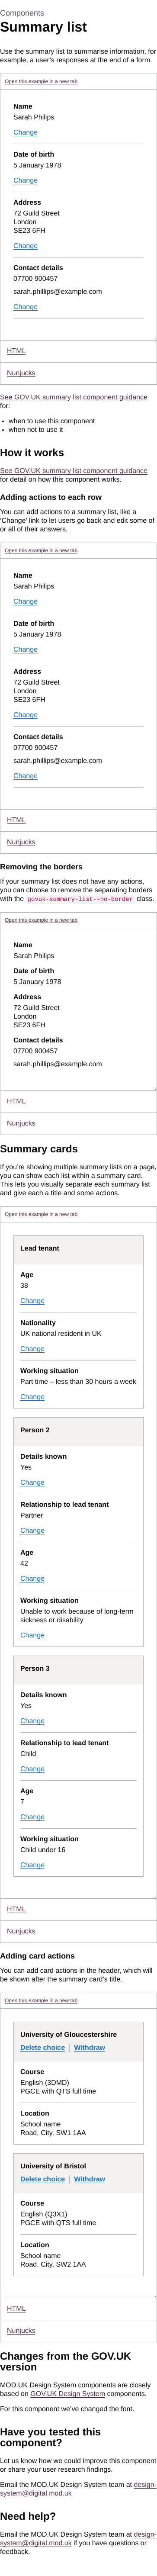 Components
Summary list
Use the summary list to summarise information, for
example, a user’s responses at the end of a form.
Open this example in a new tab
Name
Sarah Philips
Change
Date of birth
5 January 1978
Change
Address
72 Guild Street
London
SE23 6FH
Change
Contact details
07700 900457
sarah.phillips@example.com
Change
HTML
Nunjucks
See GOV.UK summary list component guidance
for:
• when to use this component
• when not to use it
How it works
See GOV.UK summary list component guidance
for detail on how this component works.
Adding actions to each row
You can add actions to a summary list, like a
‘Change’ link to let users go back and edit some of
or all of their answers.
Open this example in a new tab
Name
Sarah Philips
Change
Date of birth
5 January 1978
Change
Address
72 Guild Street
London
SE23 6FH
Change
Contact details
07700 900457
sarah.phillips@example.com
Change
HTML
Nunjucks
Removing the borders
If your summary list does not have any actions,
you can choose to remove the separating borders
with the govuk-summary-list--no-border class.
Open this example in a new tab
Name
Sarah Philips
Date of birth
5 January 1978
Address
72 Guild Street
London
SE23 6FH
Contact details
07700 900457
sarah.phillips@example.com
HTML
Nunjucks
Summary cards
If you’re showing multiple summary lists on a page,
you can show each list within a summary card.
This lets you visually separate each summary list
and give each a title and some actions.
Open this example in a new tab
Lead tenant
Age
38
Change
Nationality
UK national resident in UK
Change
Working situation
Part time – less than 30 hours a week
Change
Person 2
Details known
Yes
Change
Relationship to lead tenant
Partner
Change
Age
42
Change
Working situation
Unable to work because of long-term
sickness or disability
Change
Person 3
Details known
Yes
Change
Relationship to lead tenant
Child
Change
Age
7
Change
Working situation
Child under 16
Change
HTML
Nunjucks
Adding card actions
You can add card actions in the header, which will
be shown after the summary card’s title.
Open this example in a new tab
University of Gloucestershire
Delete choice Withdraw
Course
English (3DMD)
PGCE with QTS full time
Location
School name
Road, City, SW1 1AA
University of Bristol
Delete choice Withdraw
Course
English (Q3X1)
PGCE with QTS full time
Location
School name
Road, City, SW2 1AA
HTML
Nunjucks
Changes from the GOV.UK
version
MOD.UK Design System components are closely
based on GOV.UK Design System components.
For this component we’ve changed the font.
Have you tested this
component?
Let us know how we could improve this component
or share your user research findings.
Email the MOD.UK Design System team at design-
system@digital.mod.uk
Need help?
Email the MOD.UK Design System team at design-
system@digital.mod.uk if you have questions or
feedback.